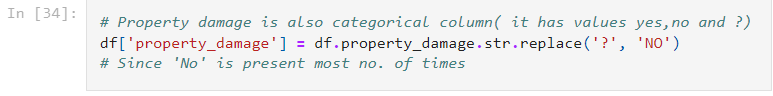 In [34]:
# Property damage is also categorical column( it has values yes,no and ?)
df['property_damage'] = df.property_damage.str.replace('?', 'NO')
# Since 'No' is present most no. of times